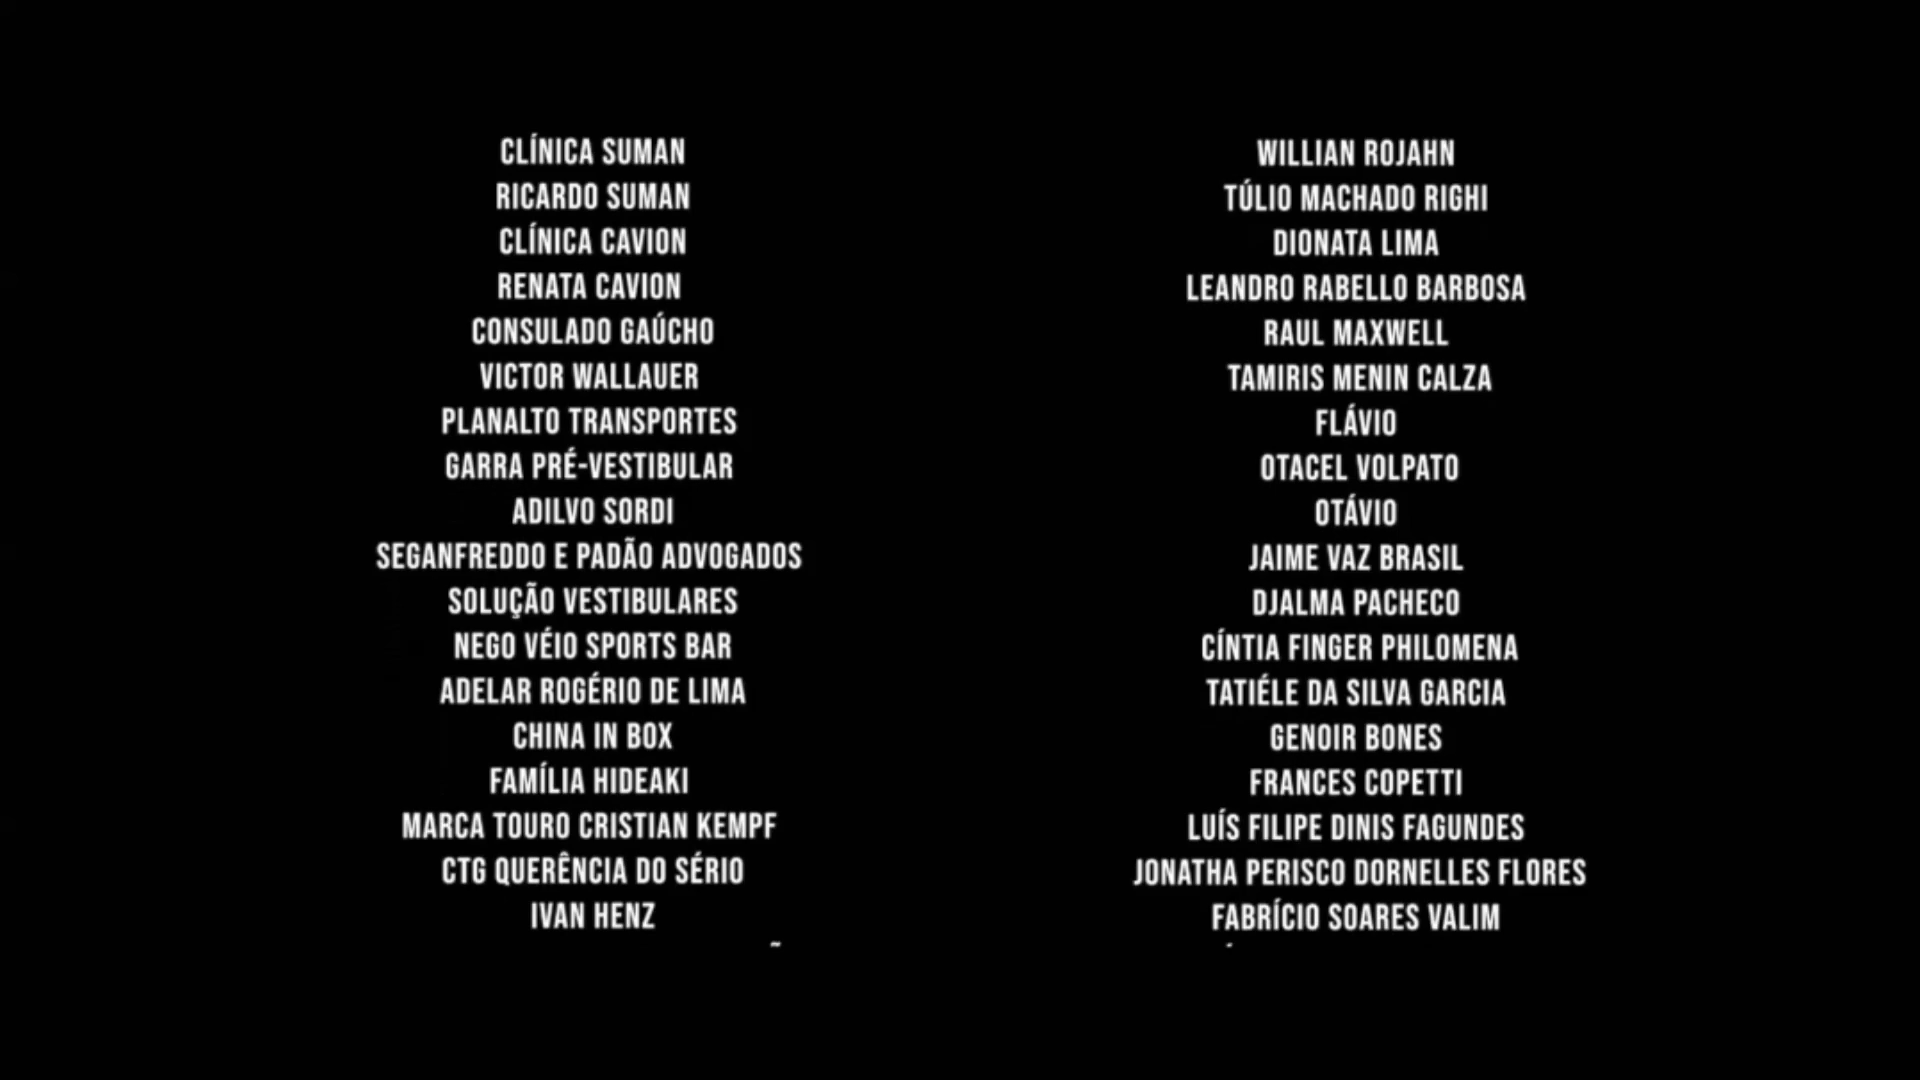 CLÍNICA SUMAN
RICARDO SUMAN
CLÍNICA CAVION
RENATA CAVION
CONSULADO GAÚCHO
VICTOR WALLAUER
PLANALTO TRANSPORTES
GARRA PRÉ-VESTIBULAR
ADILVO SORDI
SEGANFREDDO E PADÃO ADVOGADOS
SOLUÇÃO VESTIBULARES
NEGO VÉIO SPORTS BAR
ADELAR ROGÉRIO DE LIMA
CHINA IN BOX
FAMÍLIA HIDEAKI
MARCA TOURO CRISTIAN KEMPF
CTG QUERÊNCIA DO SÉRIO
IVAN HENZ
WILLIAN ROJAHN
TÚLIO MACHADO RIGHI
DIONATA LIMA
LEANDRO RABELLO BARBOSA
RAUL MAXWELL
TAMIRIS MENIN CALZA
FLÁVIO
OTACEL VOLPATO
OTÁVIO
JAIME VAZ BRASIL
DJALMA PACHECO
CÍNTIA FINGER PHILOMENA
TATIÉLE DA SILVA GARCIA
GENOIR BONES
FRANCES COPETTI
LUÍS FILIPE DINIS FAGUNDES
JONATHA PERISCO DORNELLES FLORES
FABRÍCIO SOARES VALIM